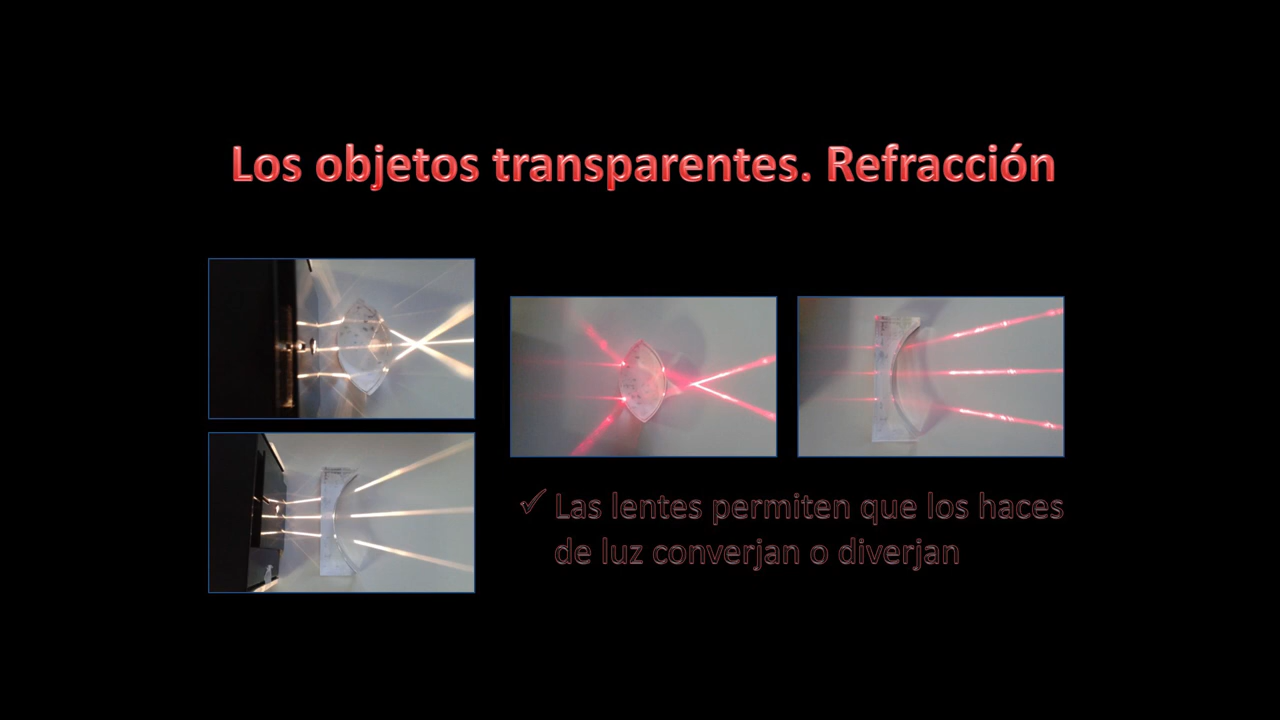 Los objetos transparentes. Refracción
✓ Las lentes permiten que los haces
de luz converjan o diverjan